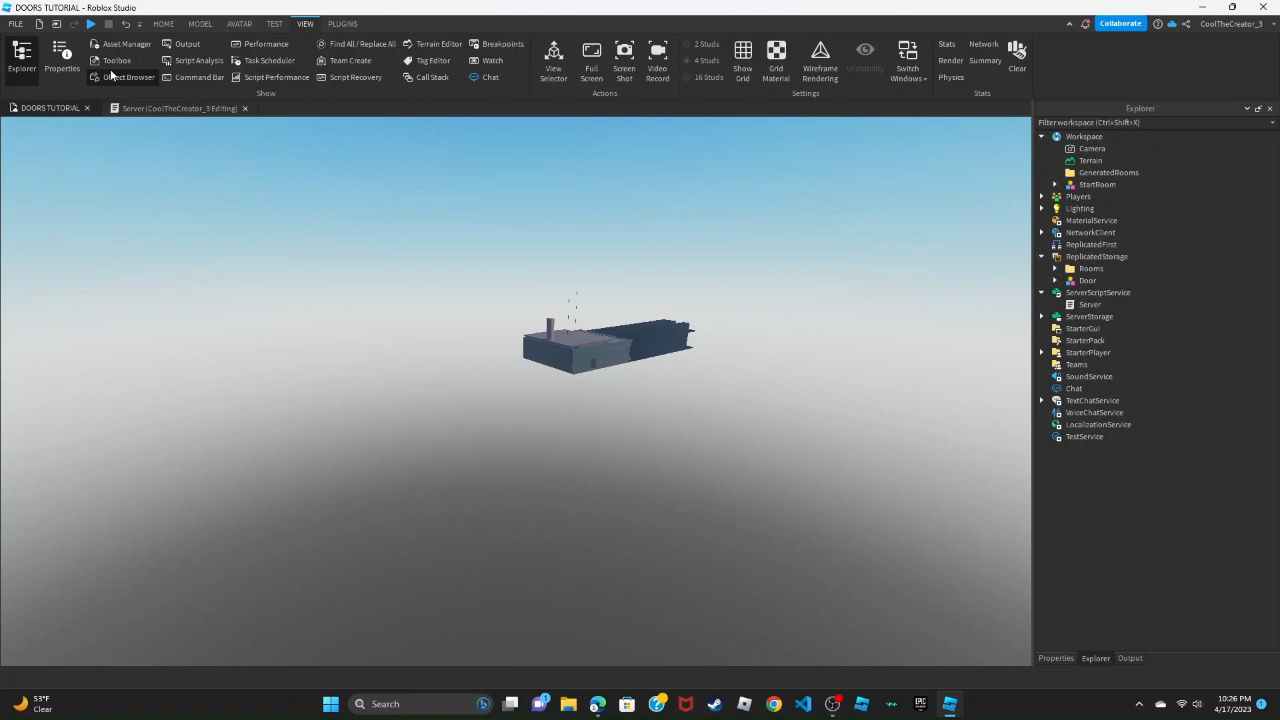 DOORS TUTORIAL - Roblox Studio
FILE HOME MODEL AVATAR TEST VIEW PLUGINS Collaborate CoolTheCreator_3
Explorer
Properties
Asset Manager
Toolbox
Object Browser
Output
Script Analysis
Command Bar
Performance
Task Scheduler
Script Performance
Find All / Replace All
Team Create
Script Recovery
Terrain Editor
Tag Editor
Call Stack
Breakpoints
Watch
Chat
Show
View
Selector
Full
Screen
Screen
Shot
Video
Record
Actions
2 Studs
4 Studs
16 Studs
Show
Grid
Grid
Material
Wireframe
Rendering
Switch
Windows
Settings
Stats
Render
Physics
Network
Summary
Clear
Stats
DOORS TUTORIAL
Server (CoolTheCreator_3 Editing)
Explorer
Filter workspace (Ctrl+Shift+X)
Workspace
Camera
Terrain
GeneratedRooms
StartRoom
Players
Lighting
MaterialService
NetworkClient
ReplicatedFirst
ReplicatedStorage
Rooms
Door
ServerScriptService
Server
ServerStorage
StarterGui
StarterPack
StarterPlayer
Teams
SoundService
Chat
TextChatService
VoiceChatService
LocalizationService
TestService
Properties Explorer Output
53°F
Clear
Search
10:26 PM
4/17/2023